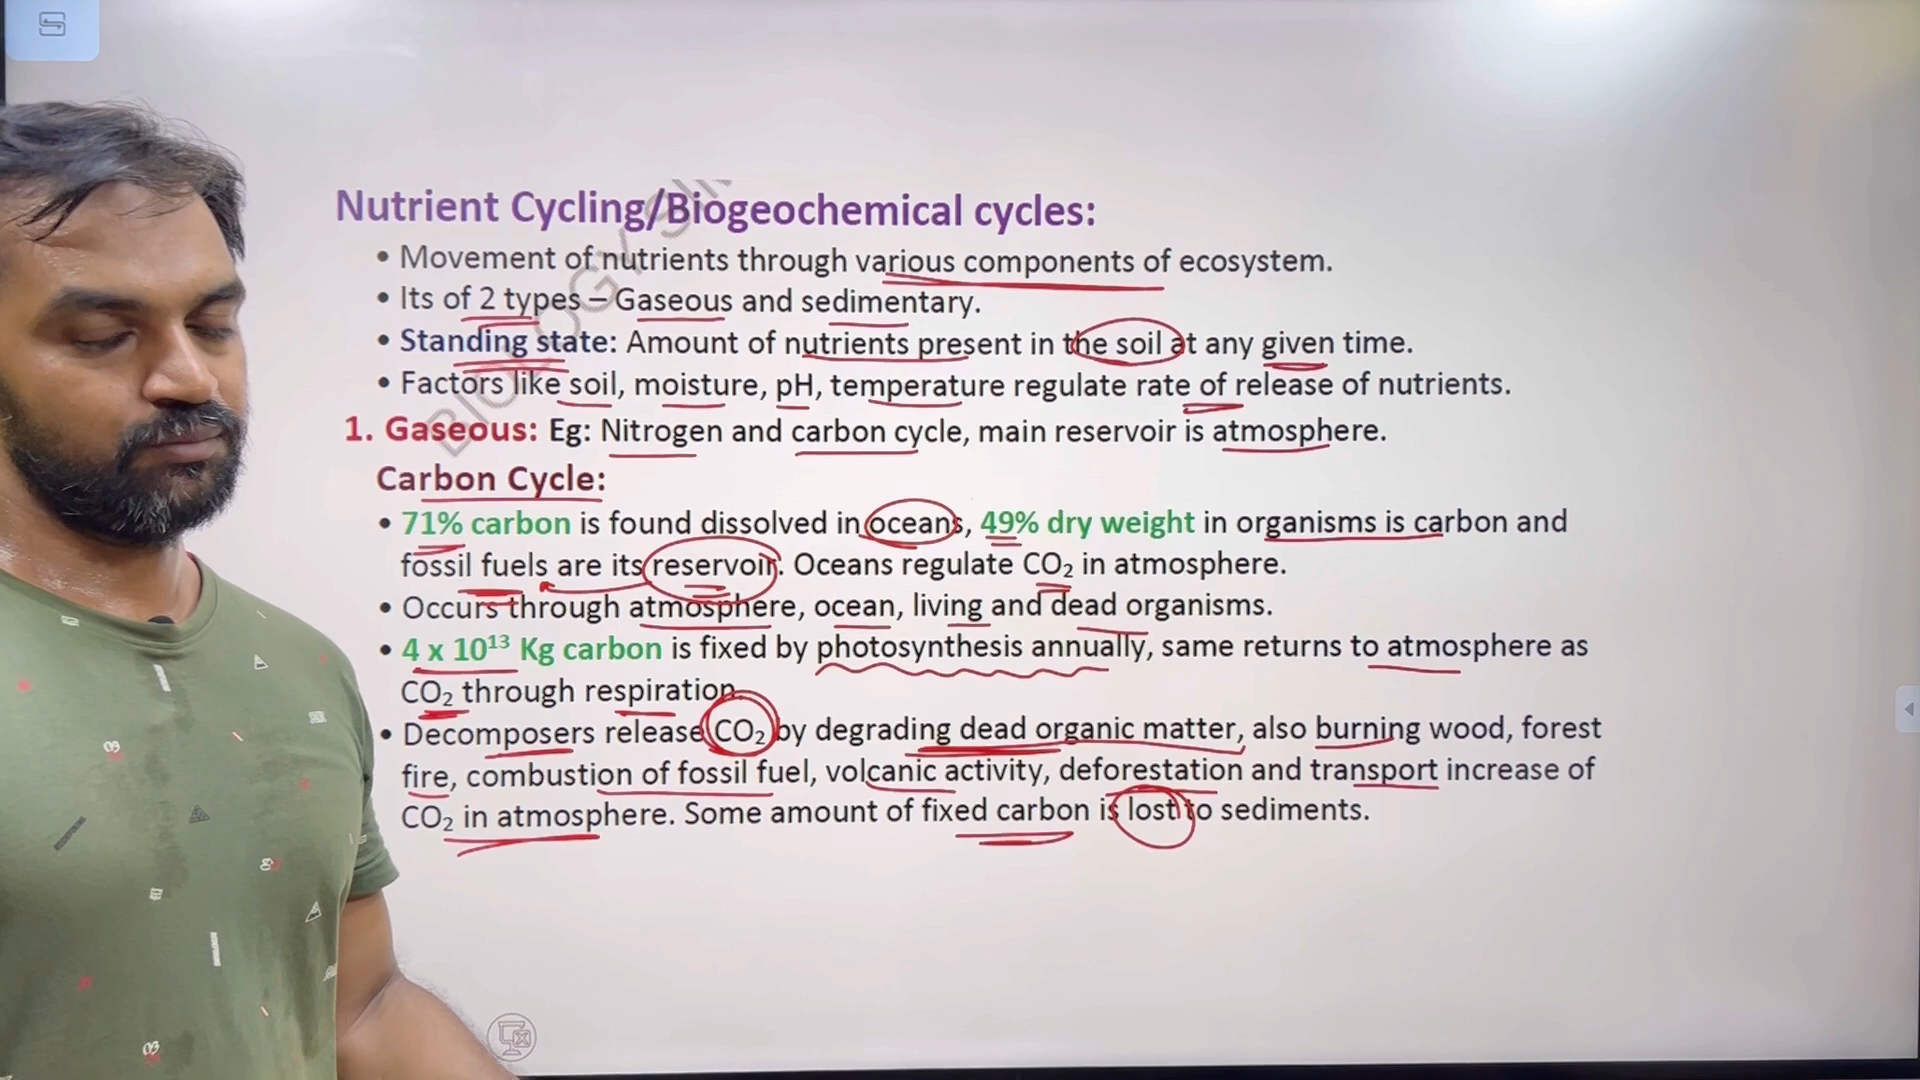 Nutrient Cycling/Biogeochemical cycles:
• Movement of nutrients through various components of ecosystem.
• Its of 2 types – Gaseous and sedimentary.
• Standing state: Amount of nutrients present in the soil at any given time.
• Factors like soil, moisture, pH, temperature regulate rate of release of nutrients.
1. Gaseous: Eg: Nitrogen and carbon cycle, main reservoir is atmosphere.
Carbon Cycle:
• 71% carbon is found dissolved in oceans, 49% dry weight in organisms is carbon and
fossil fuels are its reservoir. Oceans regulate CO₂ in atmosphere.
• Occurs through atmosphere, ocean, living and dead organisms.
• 4 x 10¹³ Kg carbon is fixed by photosynthesis annually, same returns to atmosphere as
CO₂ through respiration.
• Decomposers release CO₂ by degrading dead organic matter, also burning wood, forest
fire, combustion of fossil fuel, volcanic activity, deforestation and transport increase of
CO₂ in atmosphere. Some amount of fixed carbon is lost to sediments.
BIOLOGY